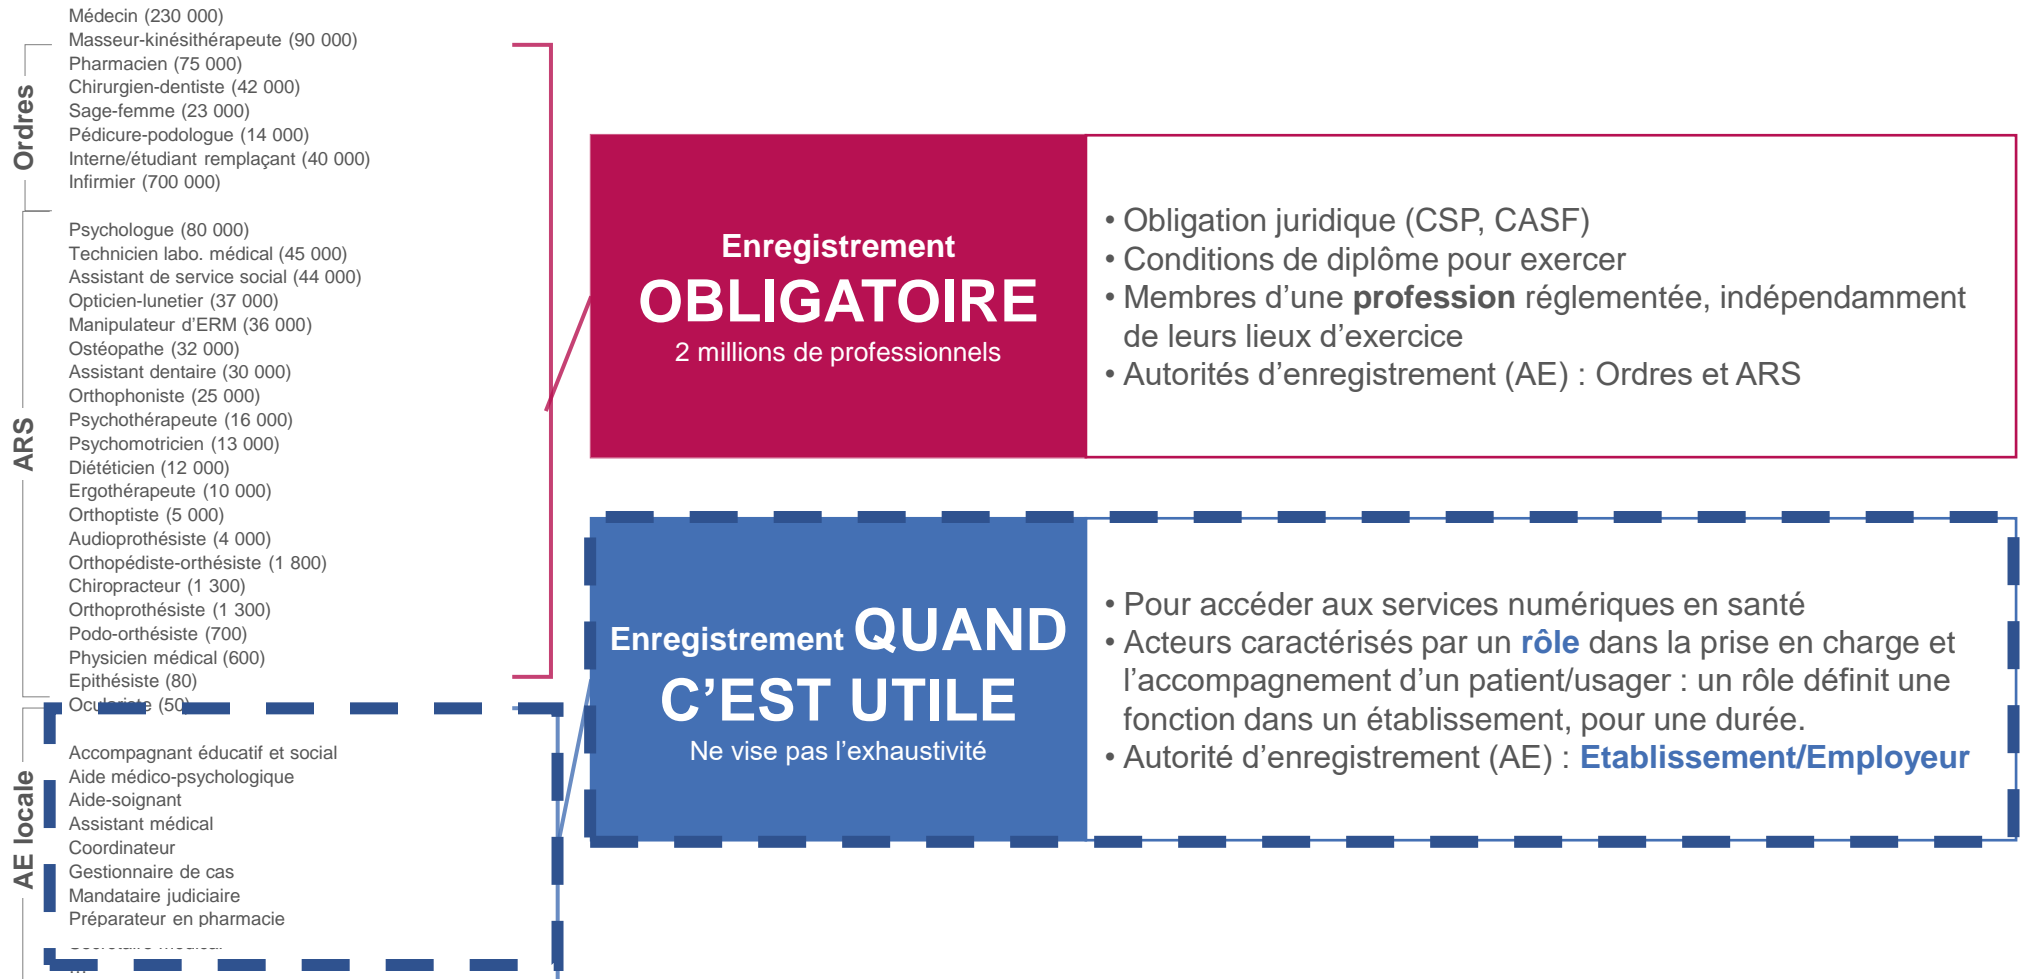 Médecin (230 000)
Masseur-kinésithérapeute (90 000)
Pharmacien (75 000)
Chirurgien-dentiste (42 000)
Sage-femme (23 000)
Pédicure-podologue (14 000)
Interne/étudiant remplaçant (40 000)
Infirmier (700 000)
Ordres
Psychologue (80 000)
Technicien labo. médical (45 000)
Assistant de service social (44 000)
Opticien-lunetier (37 000)
Manipulateur d’ERM (36 000)
Ostéopathe (32 000)
Assistant dentaire (30 000)
Orthophoniste (25 000)
Psychothérapeute (16 000)
Psychomotricien (13 000)
Diététicien (12 000)
Ergothérapeute (10 000)
Orthoptiste (5 000)
Audioprothésiste (4 000)
Orthopédiste-orthésiste (1 800)
Chiropracteur (1 300)
Orthoprothésiste (1 300)
Podo-orthésiste (700)
Physicien médical (600)
Epithésiste (80)
Oculariste (50)
ARS
Accompagnant éducatif et social
Aide médico-psychologique
Aide-soignant
Assistant médical
Coordinateur
Gestionnaire de cas
Mandataire judiciaire
Préparateur en pharmacie
...
AE locale
Enregistrement
OBLIGATOIRE
2 millions de professionnels
• Obligation juridique (CSP, CASF)
• Conditions de diplôme pour exercer
• Membres d’une profession réglementée, indépendamment
de leurs lieux d’exercice
• Autorités d’enregistrement (AE) : Ordres et ARS
Enregistrement QUAND
C’EST UTILE
Ne vise pas l’exhaustivité
• Pour accéder aux services numériques en santé
• Acteurs caractérisés par un rôle dans la prise en charge et
l’accompagnement d’un patient/usager : un rôle définit une
fonction dans un établissement, pour une durée.
• Autorité d’enregistrement (AE) : Etablissement/Employeur